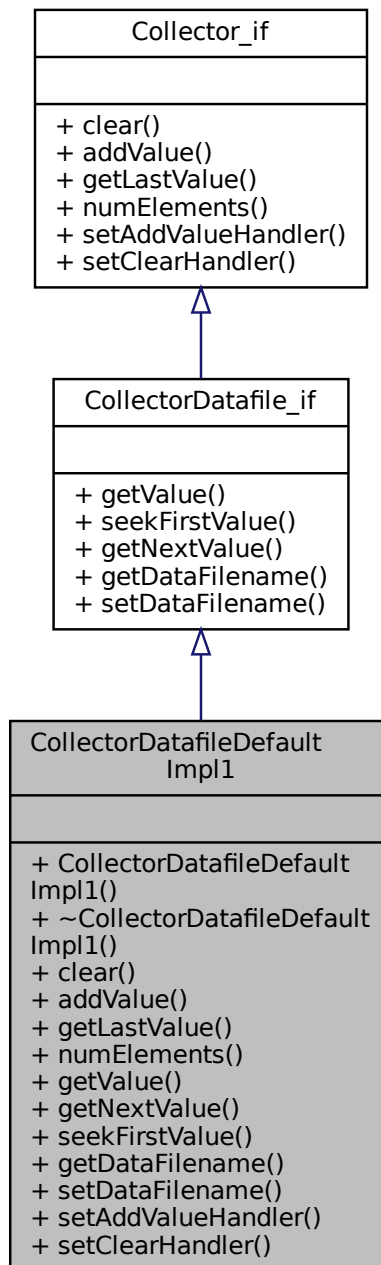 Collector_if
+ clear()
+ addValue()
+ getLastValue()
+ numElements()
+ setAddValueHandler()
+ setClearHandler()
CollectorDatafile_if
+ getValue()
+ seekFirstValue()
+ getNextValue()
+ getDataFilename()
+ setDataFilename()
CollectorDatafileDefault
Impl1
+ CollectorDatafileDefault
Impl1()
+ ~CollectorDatafileDefault
Impl1()
+ clear()
+ addValue()
+ getLastValue()
+ numElements()
+ getValue()
+ getNextValue()
+ seekFirstValue()
+ getDataFilename()
+ setDataFilename()
+ setAddValueHandler()
+ setClearHandler()